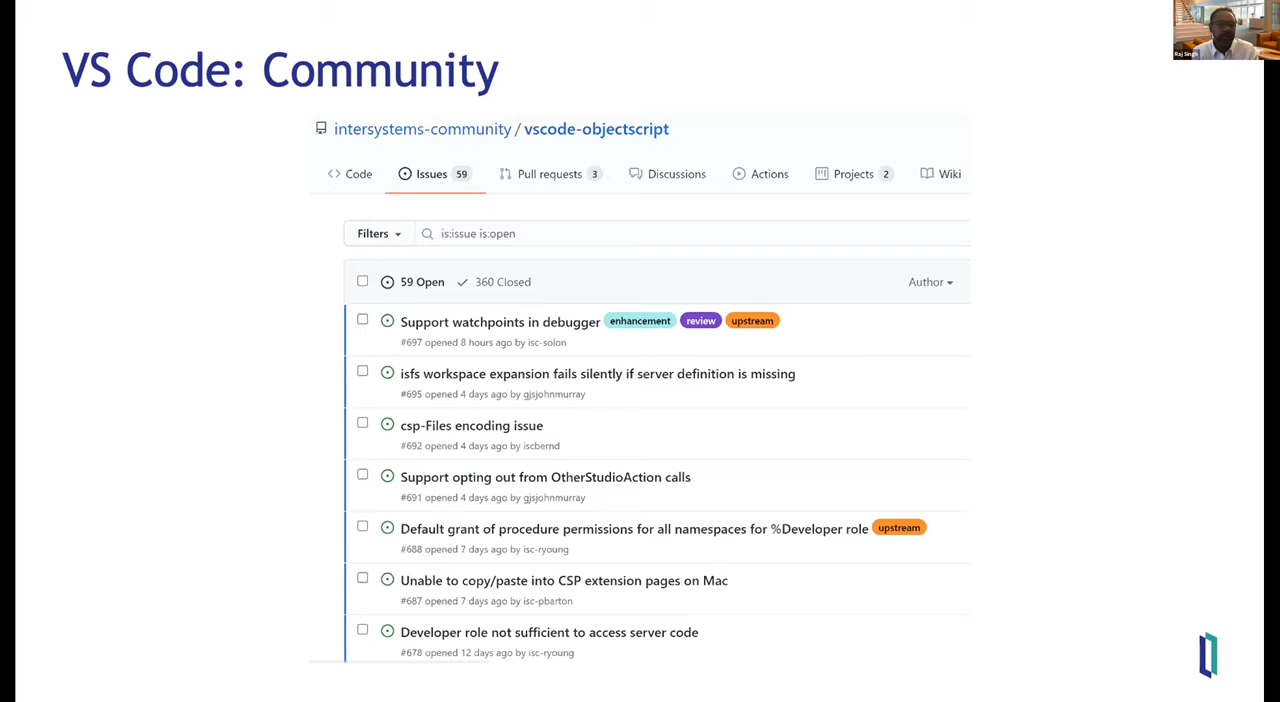 VS Code: Community
Raj Singh
intersystems-community / vscode-objectscript
Code Issues 59 Pull requests 3 Discussions Actions Projects 2 Wiki
Filters is:issue is:open
59 Open 360 Closed Author
Support watchpoints in debugger enhancement review upstream
#697 opened 8 hours ago by isc-solon
isfs workspace expansion fails silently if server definition is missing
#695 opened 4 days ago by gjsjohnmurray
csp-Files encoding issue
#692 opened 4 days ago by iscbernd
Support opting out from OtherStudioAction calls
#691 opened 4 days ago by gjsjohnmurray
Default grant of procedure permissions for all namespaces for %Developer role upstream
#688 opened 7 days ago by isc-ryoung
Unable to copy/paste into CSP extension pages on Mac
#687 opened 7 days ago by isc-pbarton
Developer role not sufficient to access server code
#678 opened 12 days ago by isc-ryoung